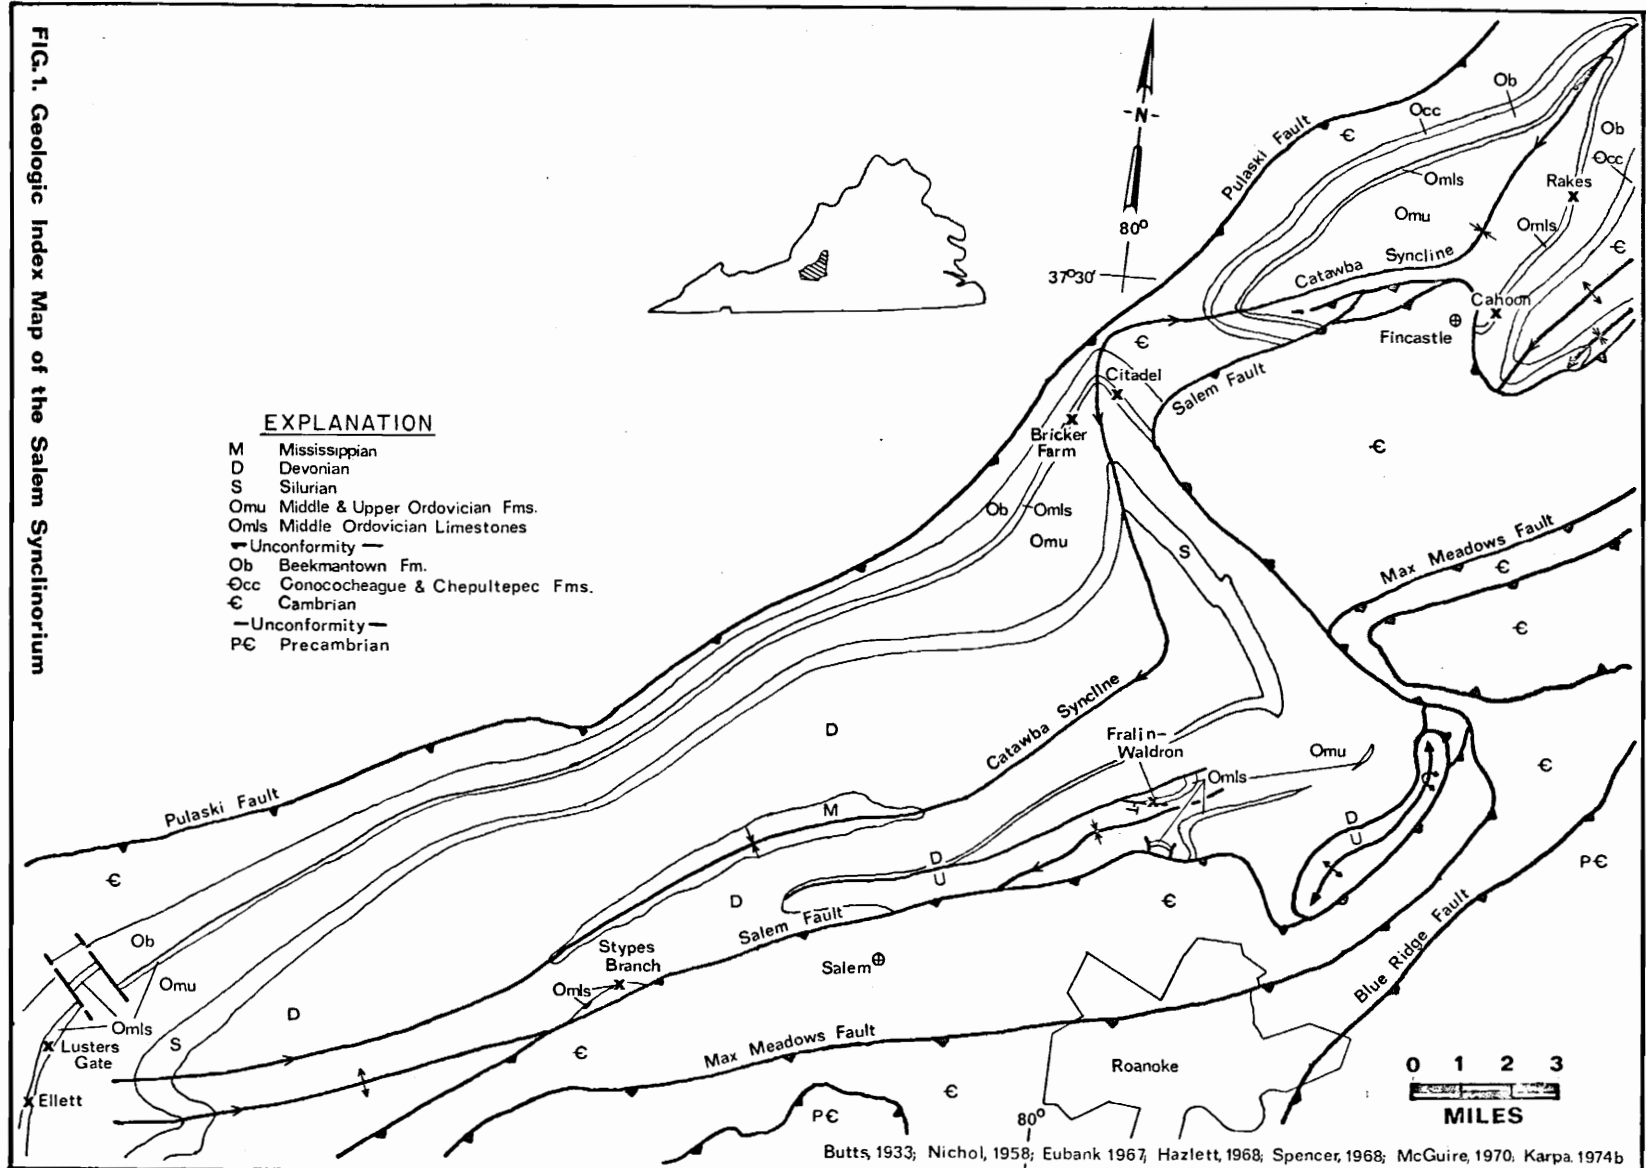 FIG.1. Geologic Index Map of the Salem Synclinorium
-N-
80°
37°30'
Pulaski Fault
Є
Occ
Ob
Omls
Omu
Catawba Syncline
Ob
Єcc
Rakes
Omls
Є
Cahoon
Fincastle
Є
Citadel
Salem Fault
Bricker
Farm
Є
Ob
Omls
Omu
S
Max Meadows Fault
Є
Є
EXPLANATION
M Mississippian
D Devonian
S Silurian
Omu Middle & Upper Ordovician Fms.
Omls Middle Ordovician Limestones
Unconformity
Ob Beekmantown Fm.
ЄOcc Conococheague & Chepultepec Fms.
Є Cambrian
Unconformity
PЄ Precambrian
D
Catawba Syncline
Fralin-
Waldron
Omu
Omls
Є
Pulaski Fault
M
D
U
D
U
PЄ
Є
D
Salem Fault
Є
Blue Ridge Fault
Ob
Omu
Stypes
Branch
Salem
Omls
D
Omls
S
Lusters
Gate
Є
Max Meadows Fault
Roanoke
Ellett
Є
PЄ
80°
0 1 2 3
MILES
Butts, 1933; Nichol, 1958; Eubank 1967; Hazlett, 1968; Spencer, 1968; McGuire, 1970; Karpa. 1974b